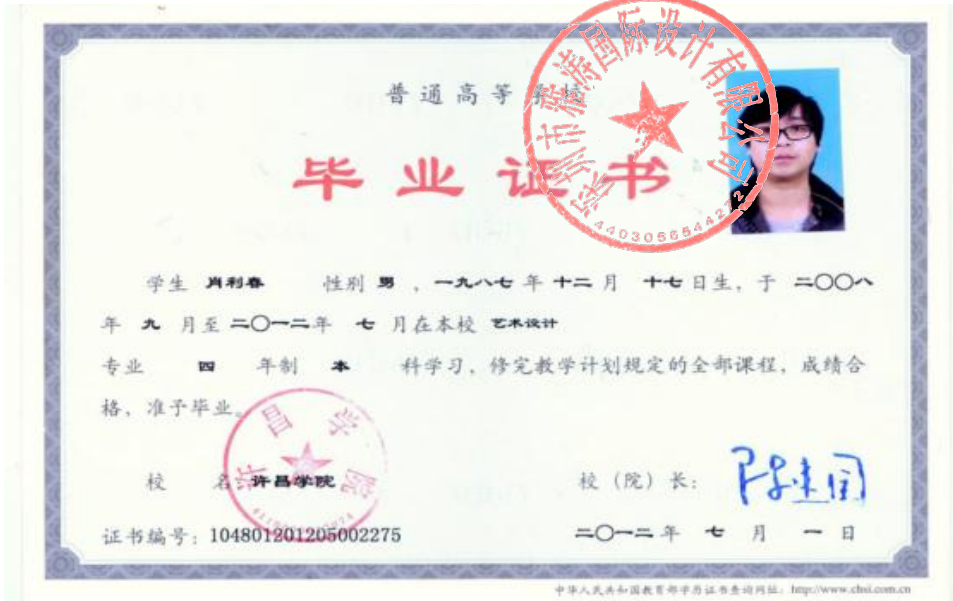 普通高等学校
毕业证书
学生 肖利春 性别 男 ，一九八七 年 十二 月 十七 日生，于 二〇〇八
年 九 月至 二〇一二年 七 月在本校 艺术设计
专业 四 年制 本 科学习，修完教学计划规定的全部课程，成绩合
格，准予毕业。
许昌学院
校 名 许昌学院
校（院）长：
证书编号：104801201205002275
二〇一二 年 七 月 一 日
中华人民共和国教育部学历证书查询网址：http://www.chsi.com.cn